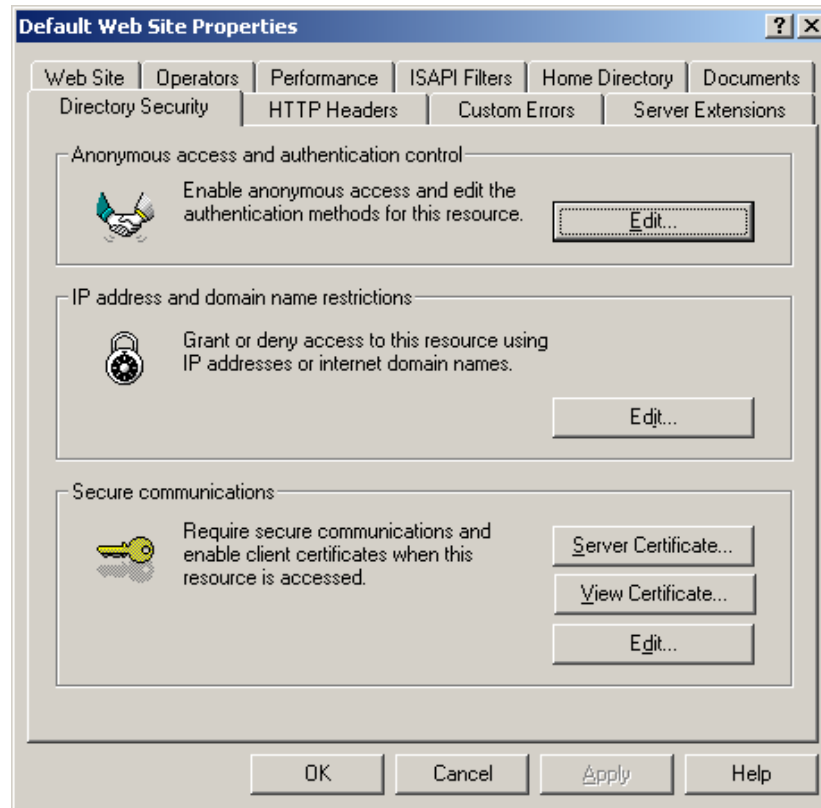 Default Web Site Properties
Web Site Operators Performance ISAPI Filters Home Directory Documents
Directory Security HTTP Headers Custom Errors Server Extensions
Anonymous access and authentication control
Enable anonymous access and edit the
authentication methods for this resource.
Edit...
IP address and domain name restrictions
Grant or deny access to this resource using
IP addresses or internet domain names.
Edit...
Secure communications
Require secure communications and
enable client certificates when this
resource is accessed.
Server Certificate...
View Certificate...
Edit...
OK Cancel Apply Help